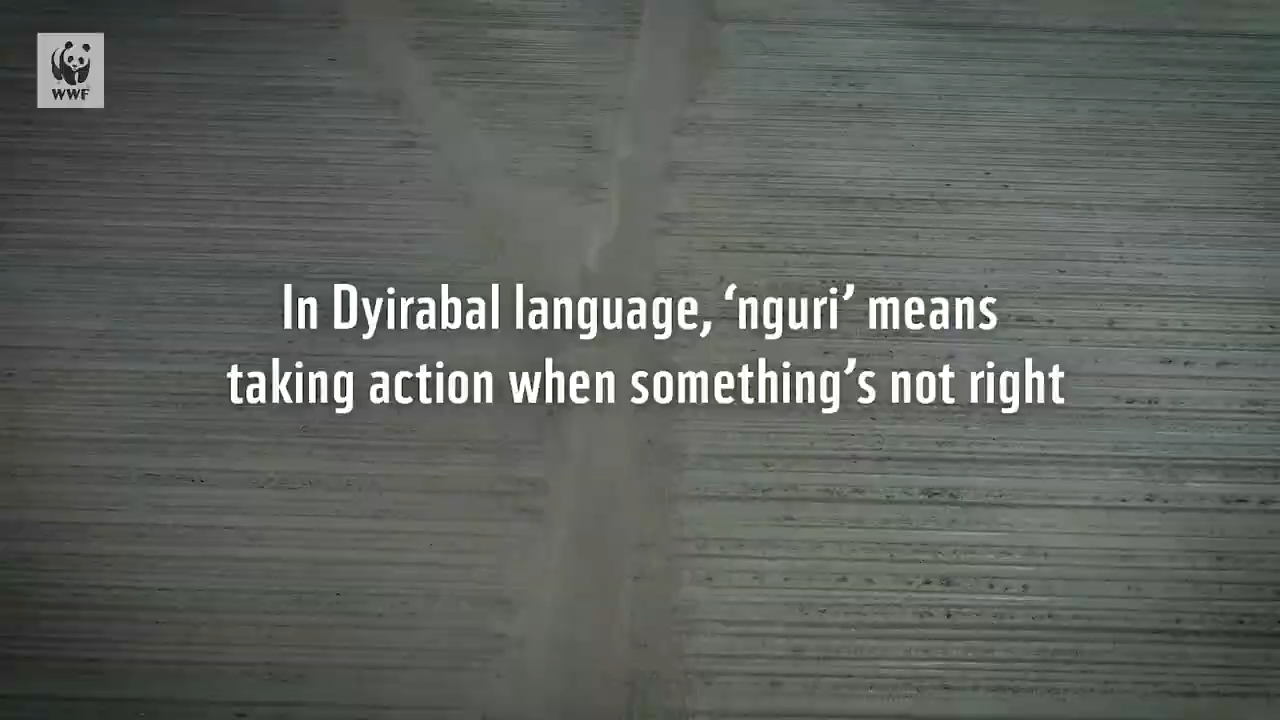 WWF
In Dyirabal language, ‘nguri’ means
taking action when something’s not right